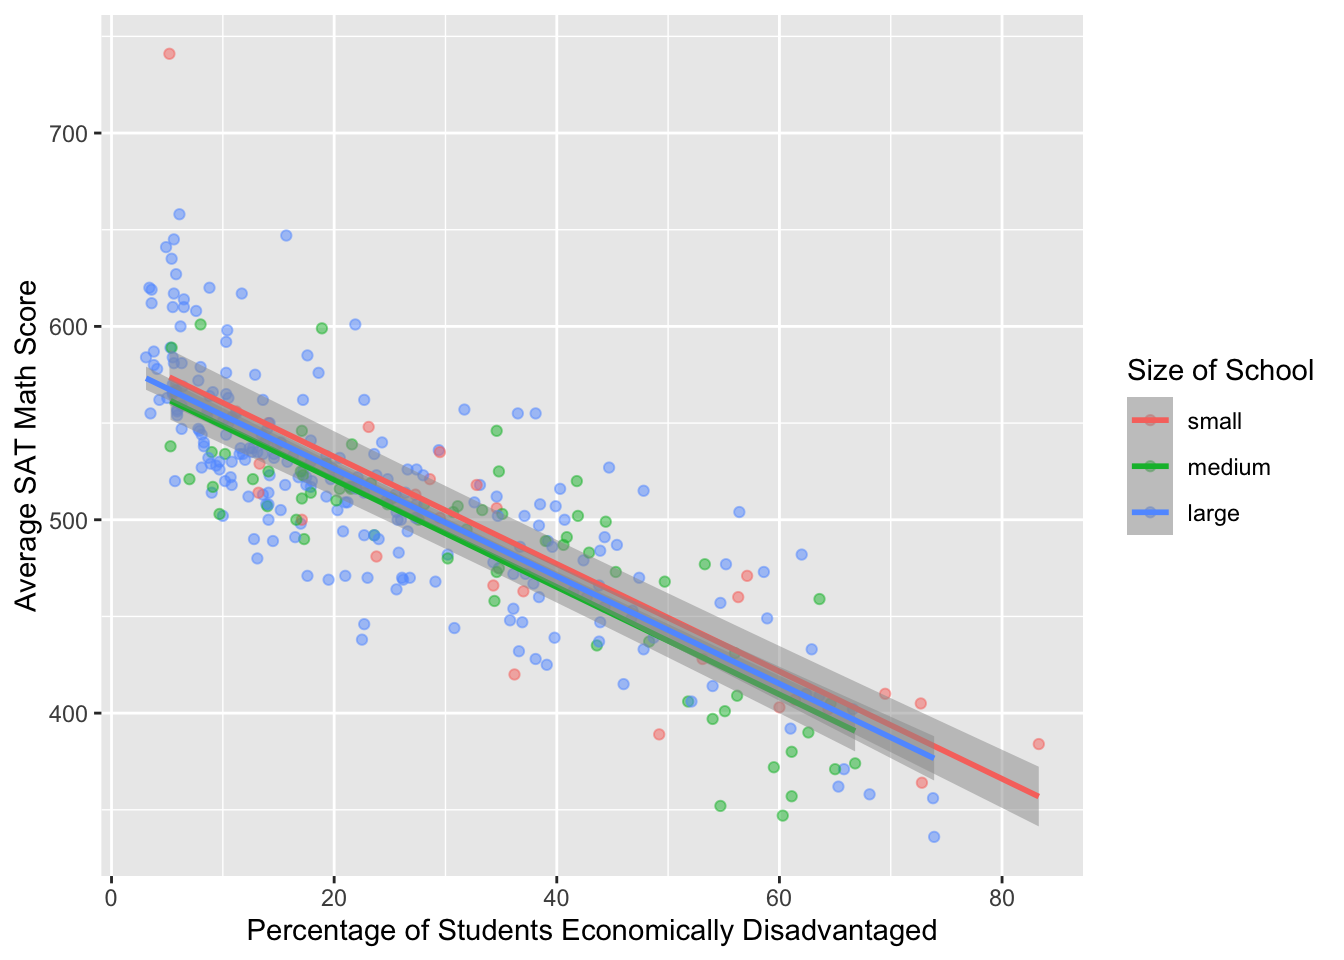 Average SAT Math Score
700
600
500
400
0 20 40 60 80
Percentage of Students Economically Disadvantaged
Size of School
small
medium
large